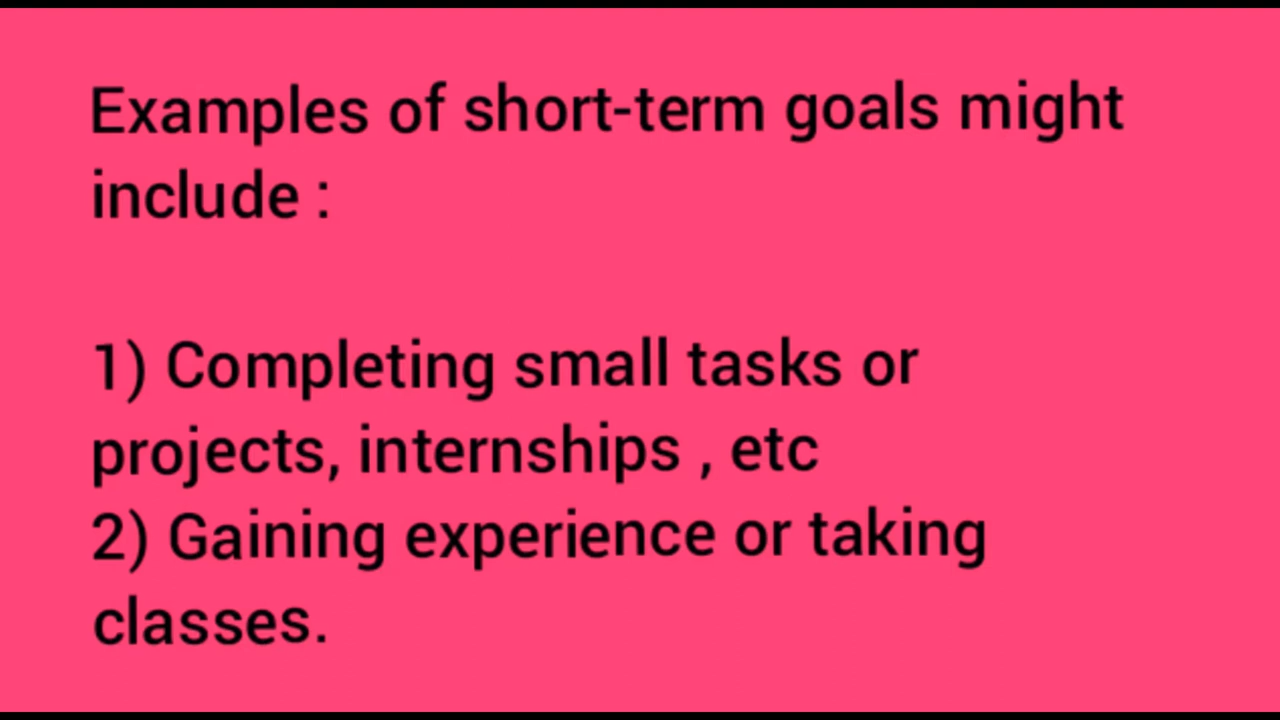 Examples of short-term goals might
include :
1) Completing small tasks or
projects, internships , etc
2) Gaining experience or taking
classes.